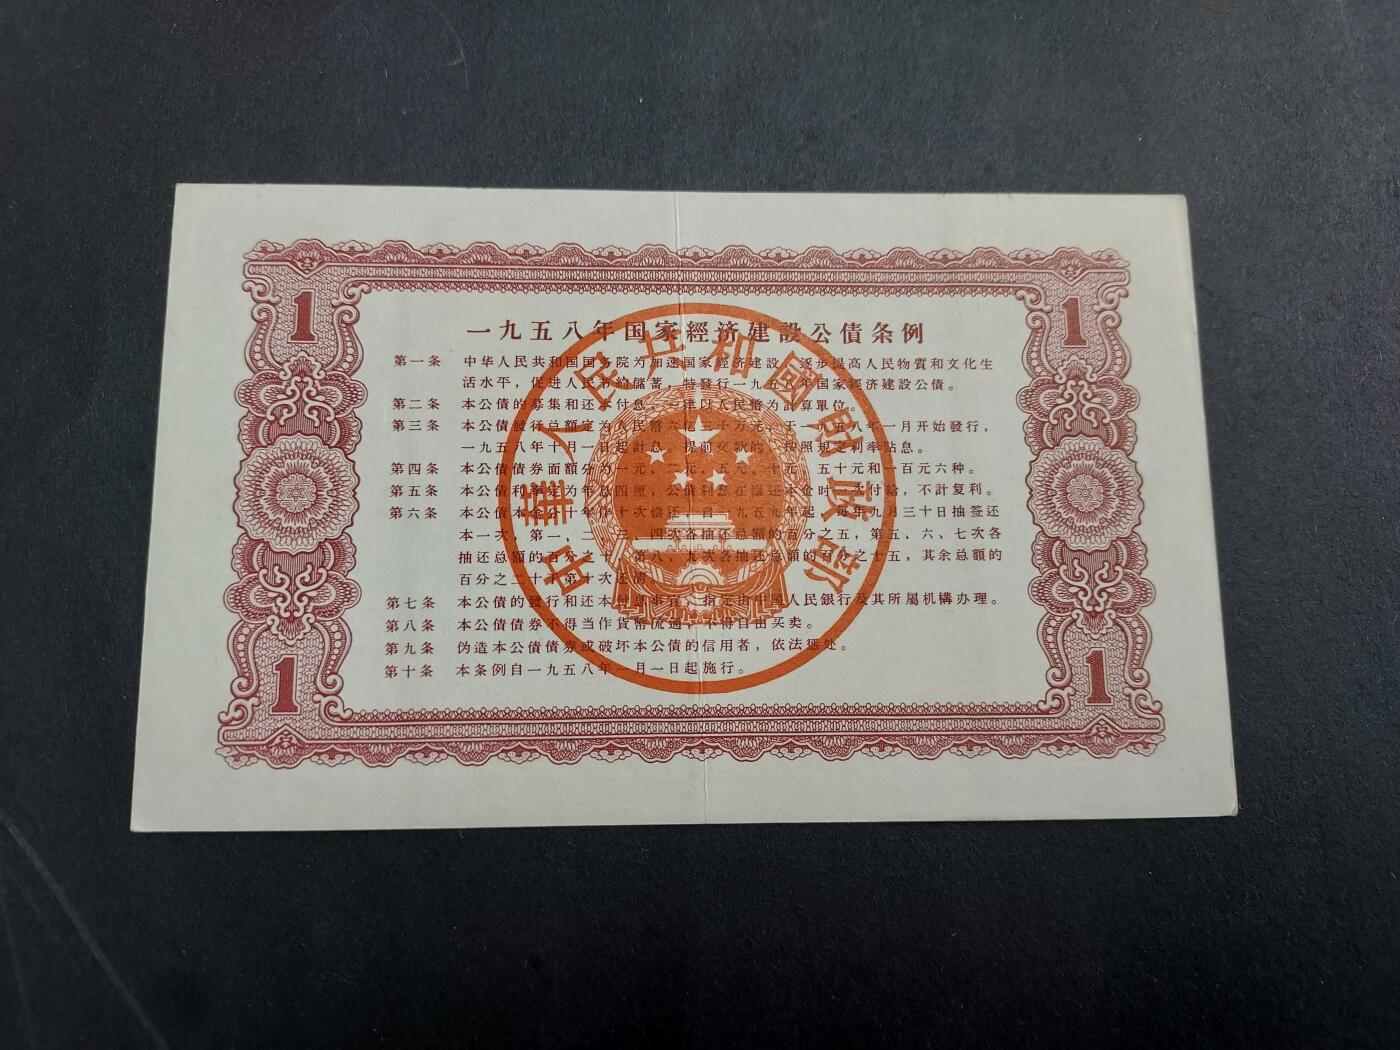 1
1
一九五八年国家經济建設公債条例
第一条 中华人民共和国国务院为加速国家經济建設，逐步提高人民物質和文化生
活水平，促进人民节約儲蓄，特發行一九五八年国家經济建設公債。
第二条 本公債的募集和还本付息，一律以人民幣为計算單位。
第三条 本公債發行总額定为人民幣六亿三千万元，于一九五八年一月开始發行，
一九五八年十月一日起計息，提前交款的，按照規定利率貼息。
第四条 本公債債券面額分为一元、二元、五元、十元、五十元和一百元六种。
第五条 本公債利率定为年息四厘，公債利息在偿还本金时一次付給，不計复利。
第六条 本公債本金分十年作十次偿还，自一九五九年起，每年九月三十日抽签还
本一次，第一、二、三、四次各抽还总額的百分之五，第五、六、七次各
抽还总額的百分之十，第八、九次各抽还总額的百分之十五，其余总額的
百分之二十于第十次还清。
第七条 本公債的發行和还本付息事宜，指定由中国人民銀行及其所屬机構办理。
第八条 本公債債券不得当作貨幣流通，不得自由买卖。
第九条 伪造本公債債券或破坏本公債的信用者，依法惩处。
第十条 本条例自一九五八年一月一日起施行。
中華人民共和國財政部
1
1